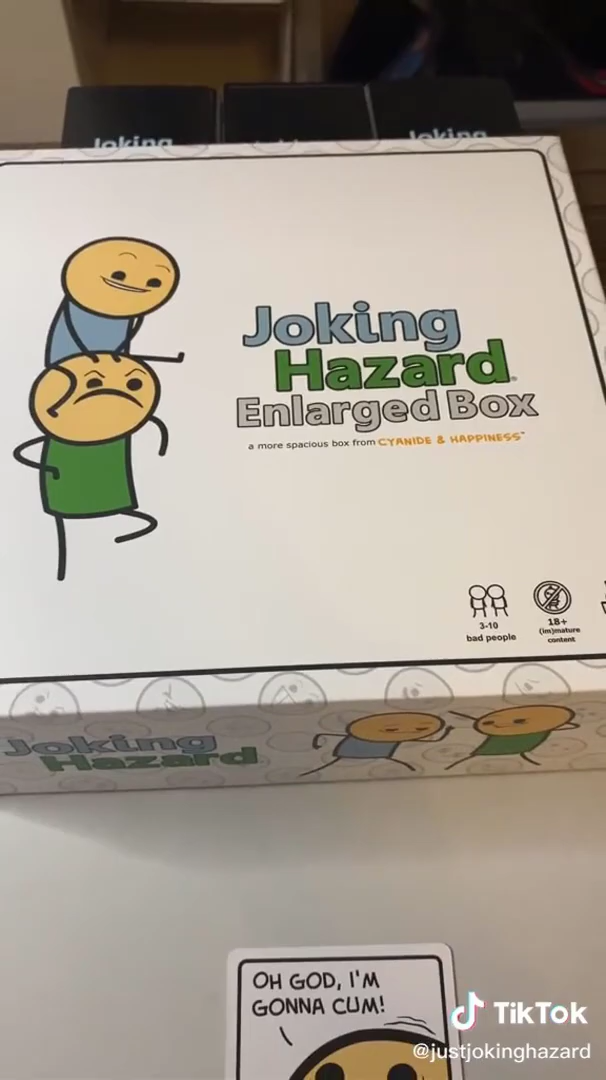 Joking
Joking
Joking
Hazard
Enlarged Box
a more spacious box from CYANIDE & HAPPINESS™
3-10
bad people
18+
(im)mature
content
Joking
Hazard
OH GOD, I'M
GONNA CUM!
TikTok
@justjokinghazard